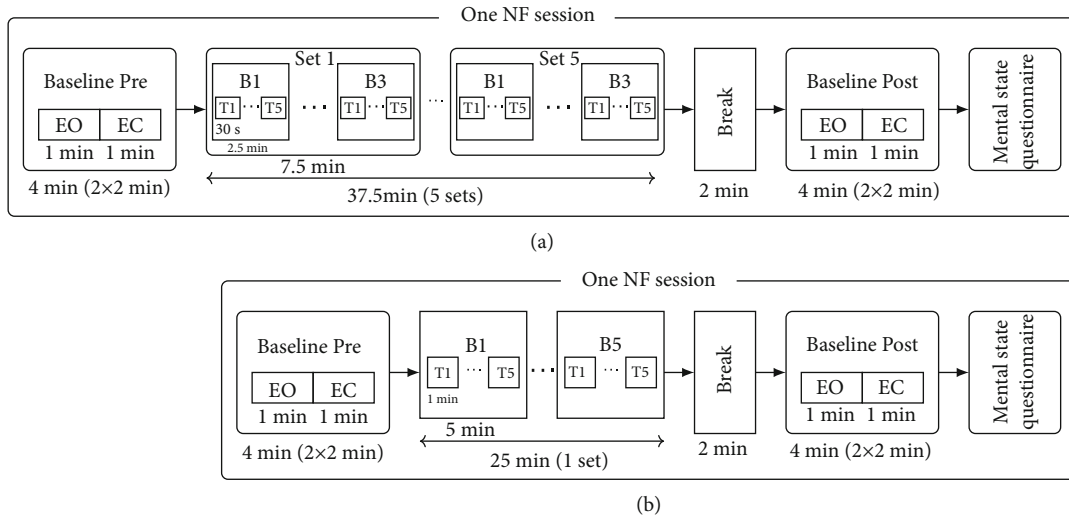 One NF session
Baseline Pre
EO EC
1 min 1 min
4 min (2×2 min)
Set 1
B1 ... B3
T1 ... T5 T1 ... T5
30 s
2.5 min
7.5 min
...
Set 5
B1 ... B3
T1 ... T5 T1 ... T5
37.5min (5 sets)
Break
2 min
Baseline Post
EO EC
1 min 1 min
4 min (2×2 min)
Mental state
questionnaire
(a)
One NF session
Baseline Pre
EO EC
1 min 1 min
4 min (2×2 min)
B1 ... B5
T1 ... T5 T1 ... T5
1 min
5 min
25 min (1 set)
Break
2 min
Baseline Post
EO EC
1 min 1 min
4 min (2×2 min)
Mental state
questionnaire
(b)